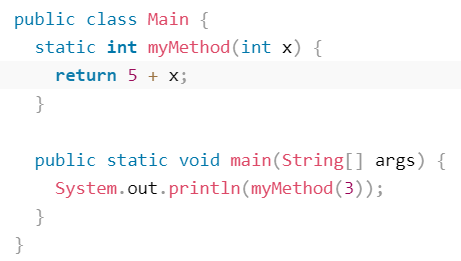 public class Main {
  static int myMethod(int x) {
    return 5 + x;
  }

  public static void main(String[] args) {
    System.out.println(myMethod(3));
  }
}